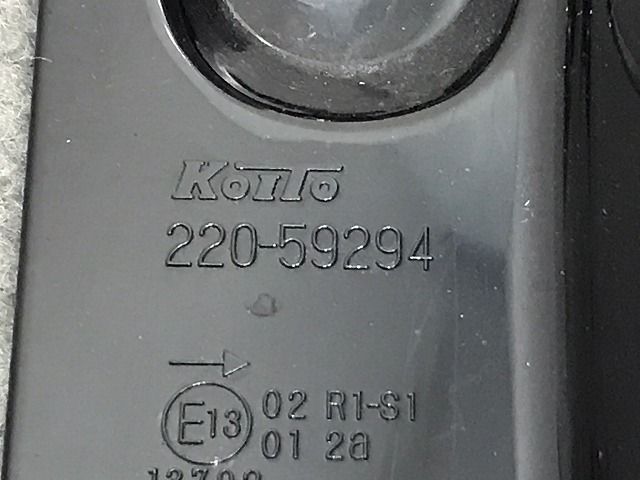 KoITo
220-59294
→
E13 02 R1-S1
01 2a